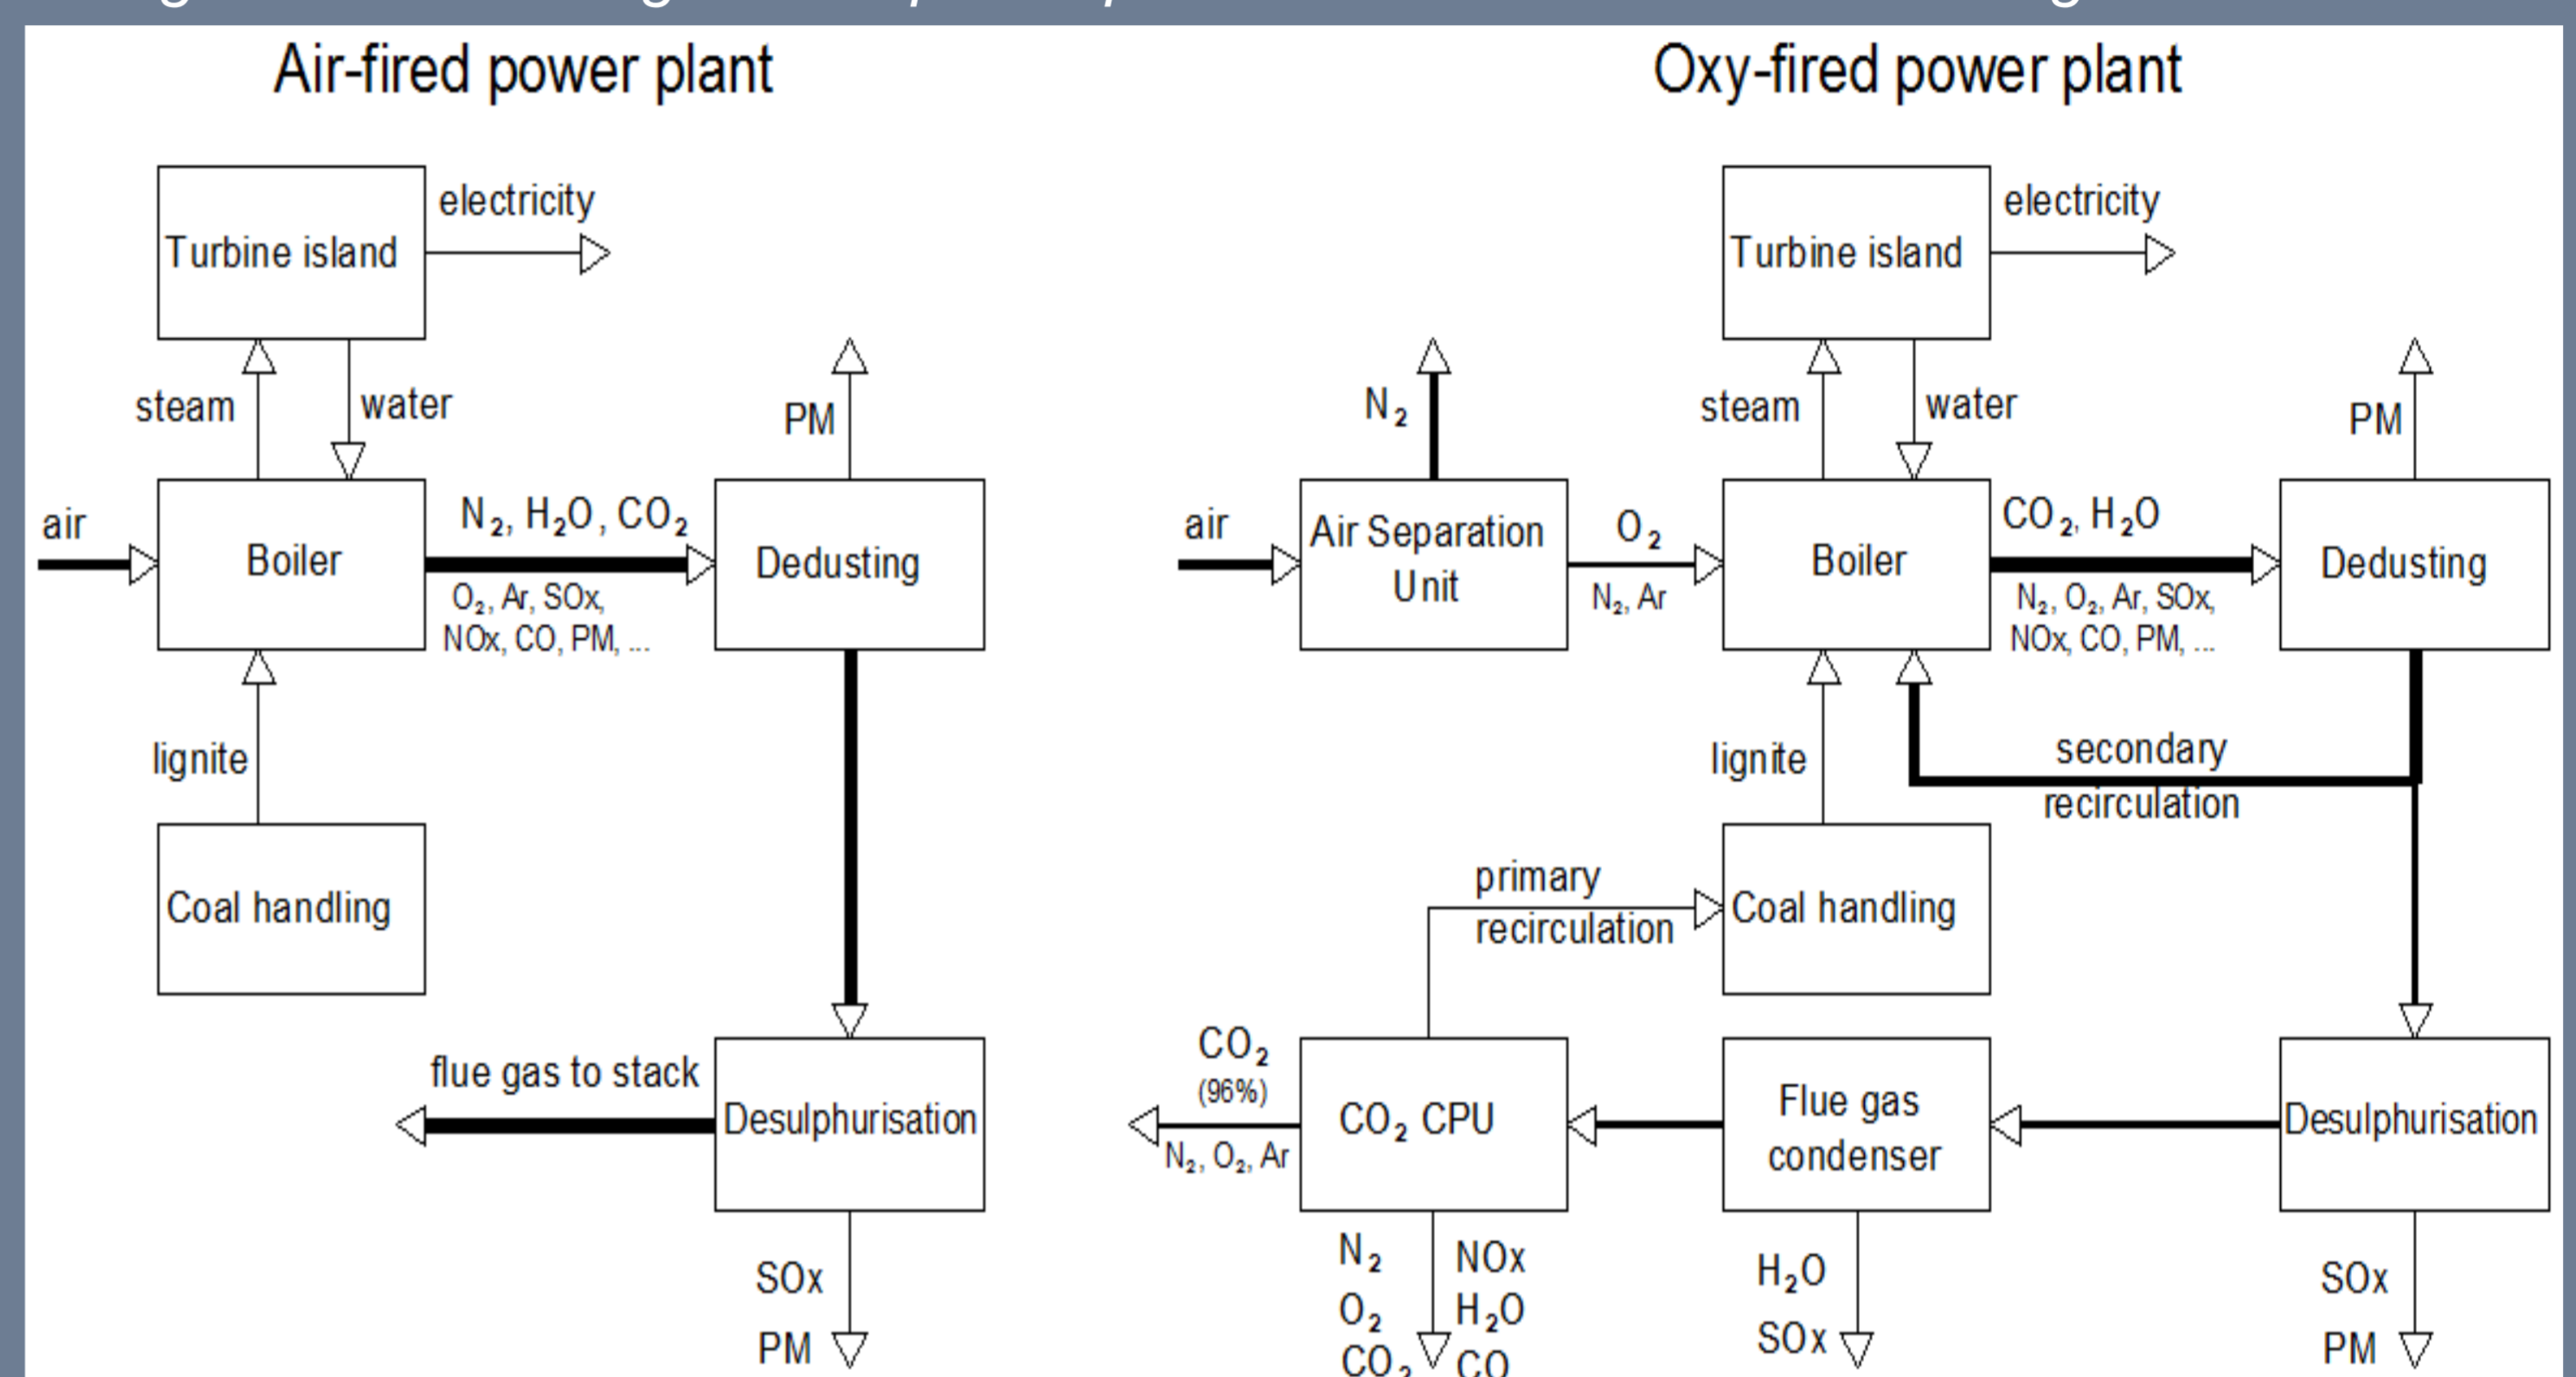 Air-fired power plant
Turbine island
electricity
steam
water
PM
air
Boiler
N₂, H₂O, CO₂
O₂, Ar, SOx,
NOx, CO, PM, ...
Dedusting
lignite
Coal handling
flue gas to stack
Desulphurisation
SOx
PM
Oxy-fired power plant
Turbine island
electricity
N₂
steam
water
PM
air
Air Separation
Unit
O₂
N₂, Ar
Boiler
CO₂, H₂O
N₂, O₂, Ar, SOx,
NOx, CO, PM, ...
Dedusting
lignite
secondary
recirculation
primary
recirculation
Coal handling
CO₂
(96%)
N₂, O₂, Ar
CO₂ CPU
Flue gas
condenser
Desulphurisation
N₂ NOx
O₂ H₂O
CO₂ CO
H₂O
SOx
SOx
PM